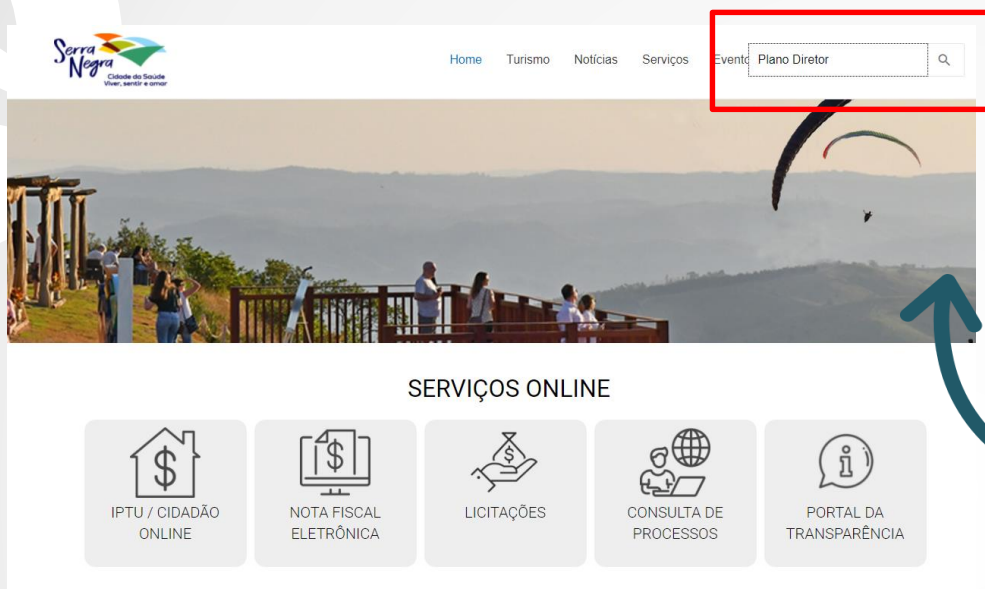 Serra
Negra
Cidade da Saúde
Viver, sentir e amar
Home Turismo Notícias Serviços Evento Plano Diretor
SERVIÇOS ONLINE
IPTU / CIDADÃO
ONLINE
NOTA FISCAL
ELETRÔNICA
LICITAÇÕES
CONSULTA DE
PROCESSOS
PORTAL DA
TRANSPARÊNCIA